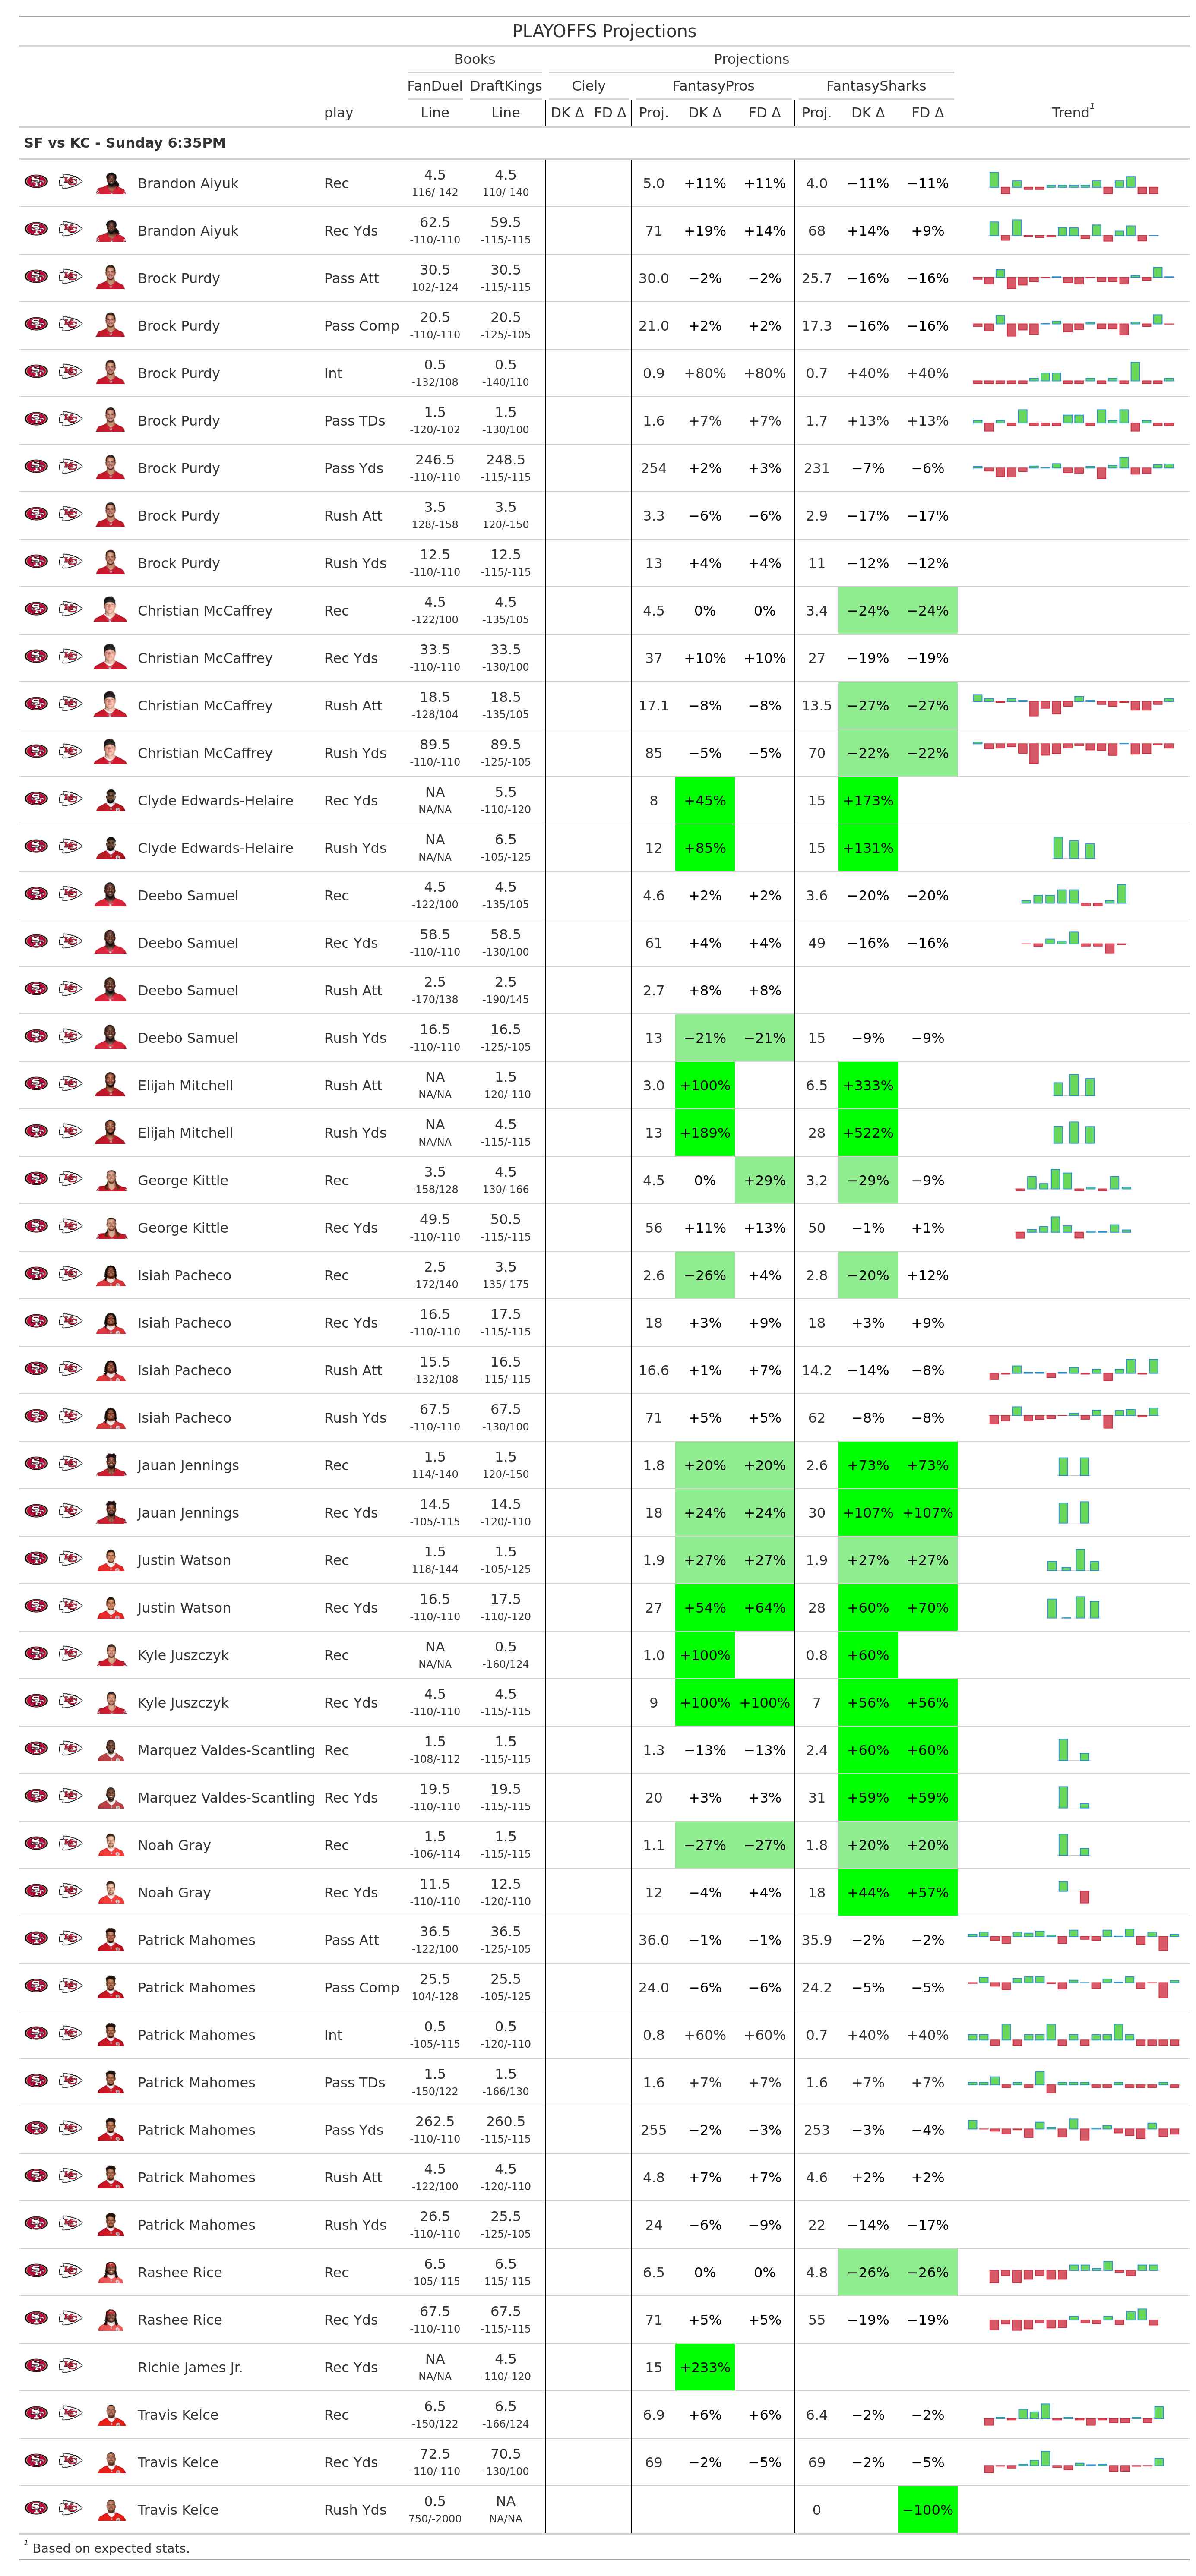 PLAYOFFS Projections
Books Projections
FanDuel DraftKings Ciely FantasyPros FantasySharks
play Line Line DK Δ FD Δ Proj. DK Δ FD Δ Proj. DK Δ FD Δ Trend1
SF vs KC - Sunday 6:35PM
Brandon Aiyuk Rec 4.5 4.5 5.0 +11% +11% 4.0 −11% −11%
116/-142 110/-140
Brandon Aiyuk Rec Yds 62.5 59.5 71 +19% +14% 68 +14% +9%
-110/-110 -115/-115
Brock Purdy Pass Att 30.5 30.5 30.0 −2% −2% 25.7 −16% −16%
102/-124 -115/-115
Brock Purdy Pass Comp 20.5 20.5 21.0 +2% +2% 17.3 −16% −16%
-110/-110 -125/-105
Brock Purdy Int 0.5 0.5 0.9 +80% +80% 0.7 +40% +40%
-132/108 -140/110
Brock Purdy Pass TDs 1.5 1.5 1.6 +7% +7% 1.7 +13% +13%
-120/-102 -130/100
Brock Purdy Pass Yds 246.5 248.5 254 +2% +3% 231 −7% −6%
-110/-110 -115/-115
Brock Purdy Rush Att 3.5 3.5 3.3 −6% −6% 2.9 −17% −17%
128/-158 120/-150
Brock Purdy Rush Yds 12.5 12.5 13 +4% +4% 11 −12% −12%
-110/-110 -115/-115
Christian McCaffrey Rec 4.5 4.5 4.5 0% 0% 3.4 −24% −24%
-122/100 -135/105
Christian McCaffrey Rec Yds 33.5 33.5 37 +10% +10% 27 −19% −19%
-110/-110 -130/100
Christian McCaffrey Rush Att 18.5 18.5 17.1 −8% −8% 13.5 −27% −27%
-128/104 -135/105
Christian McCaffrey Rush Yds 89.5 89.5 85 −5% −5% 70 −22% −22%
-110/-110 -125/-105
Clyde Edwards-Helaire Rec Yds NA 5.5 8 +45% 15 +173%
NA/NA -110/-120
Clyde Edwards-Helaire Rush Yds NA 6.5 12 +85% 15 +131%
NA/NA -105/-125
Deebo Samuel Rec 4.5 4.5 4.6 +2% +2% 3.6 −20% −20%
-122/100 -135/105
Deebo Samuel Rec Yds 58.5 58.5 61 +4% +4% 49 −16% −16%
-110/-110 -130/100
Deebo Samuel Rush Att 2.5 2.5 2.7 +8% +8%
-170/138 -190/145
Deebo Samuel Rush Yds 16.5 16.5 13 −21% −21% 15 −9% −9%
-110/-110 -125/-105
Elijah Mitchell Rush Att NA 1.5 3.0 +100% 6.5 +333%
NA/NA -120/-110
Elijah Mitchell Rush Yds NA 4.5 13 +189% 28 +522%
NA/NA -115/-115
George Kittle Rec 3.5 4.5 4.5 0% +29% 3.2 −29% −9%
-158/128 130/-166
George Kittle Rec Yds 49.5 50.5 56 +11% +13% 50 −1% +1%
-110/-110 -115/-115
Isiah Pacheco Rec 2.5 3.5 2.6 −26% +4% 2.8 −20% +12%
-172/140 135/-175
Isiah Pacheco Rec Yds 16.5 17.5 18 +3% +9% 18 +3% +9%
-110/-110 -115/-115
Isiah Pacheco Rush Att 15.5 16.5 16.6 +1% +7% 14.2 −14% −8%
-132/108 -115/-115
Isiah Pacheco Rush Yds 67.5 67.5 71 +5% +5% 62 −8% −8%
-110/-110 -130/100
Jauan Jennings Rec 1.5 1.5 1.8 +20% +20% 2.6 +73% +73%
114/-140 120/-150
Jauan Jennings Rec Yds 14.5 14.5 18 +24% +24% 30 +107% +107%
-105/-115 -120/-110
Justin Watson Rec 1.5 1.5 1.9 +27% +27% 1.9 +27% +27%
118/-144 -105/-125
Justin Watson Rec Yds 16.5 17.5 27 +54% +64% 28 +60% +70%
-110/-110 -110/-120
Kyle Juszczyk Rec NA 0.5 1.0 +100% 0.8 +60%
NA/NA -160/124
Kyle Juszczyk Rec Yds 4.5 4.5 9 +100% +100% 7 +56% +56%
-110/-110 -115/-115
Marquez Valdes-Scantling Rec 1.5 1.5 1.3 −13% −13% 2.4 +60% +60%
-108/-112 -115/-115
Marquez Valdes-Scantling Rec Yds 19.5 19.5 20 +3% +3% 31 +59% +59%
-110/-110 -115/-115
Noah Gray Rec 1.5 1.5 1.1 −27% −27% 1.8 +20% +20%
-106/-114 -115/-115
Noah Gray Rec Yds 11.5 12.5 12 −4% +4% 18 +44% +57%
-110/-110 -120/-110
Patrick Mahomes Pass Att 36.5 36.5 36.0 −1% −1% 35.9 −2% −2%
-122/100 -125/-105
Patrick Mahomes Pass Comp 25.5 25.5 24.0 −6% −6% 24.2 −5% −5%
104/-128 -105/-125
Patrick Mahomes Int 0.5 0.5 0.8 +60% +60% 0.7 +40% +40%
-105/-115 -120/-110
Patrick Mahomes Pass TDs 1.5 1.5 1.6 +7% +7% 1.6 +7% +7%
-150/122 -166/130
Patrick Mahomes Pass Yds 262.5 260.5 255 −2% −3% 253 −3% −4%
-110/-110 -115/-115
Patrick Mahomes Rush Att 4.5 4.5 4.8 +7% +7% 4.6 +2% +2%
-122/100 -120/-110
Patrick Mahomes Rush Yds 26.5 25.5 24 −6% −9% 22 −14% −17%
-110/-110 -125/-105
Rashee Rice Rec 6.5 6.5 6.5 0% 0% 4.8 −26% −26%
-105/-115 -115/-115
Rashee Rice Rec Yds 67.5 67.5 71 +5% +5% 55 −19% −19%
-110/-110 -115/-115
Richie James Jr. Rec Yds NA 4.5 15 +233%
NA/NA -110/-120
Travis Kelce Rec 6.5 6.5 6.9 +6% +6% 6.4 −2% −2%
-150/122 -166/124
Travis Kelce Rec Yds 72.5 70.5 69 −2% −5% 69 −2% −5%
-110/-110 -130/100
Travis Kelce Rush Yds 0.5 NA 0 −100%
750/-2000 NA/NA
1 Based on expected stats.